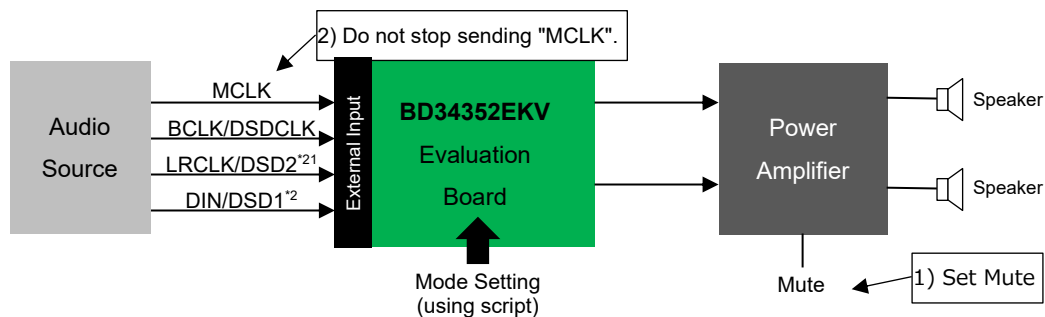 2) Do not stop sending "MCLK".
Audio
Source
MCLK
BCLK/DSDCLK
LRCLK/DSD2*21
DIN/DSD1*2
External Input
BD34352EKV
Evaluation
Board
Mode Setting
(using script)
Power
Amplifier
Speaker
Speaker
Mute
1) Set Mute